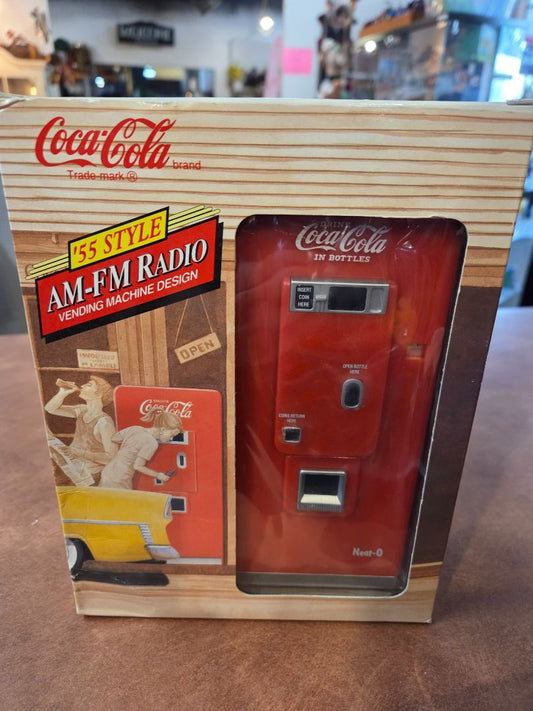 Coca-Cola brand
Trade-mark ®
'55 STYLE
AM-FM RADIO
VENDING MACHINE DESIGN
OPEN
Coca-Cola
DRINK
Coca-Cola
IN BOTTLES
INSERT
COIN
HERE
OPEN BOTTLE
HERE
COINS RETURN
HERE
Neet-O